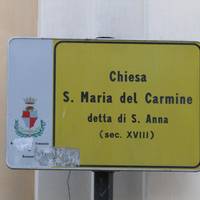 Chiesa
S. Maria del Carmine
detta di S. Anna
(sec. XVIII)